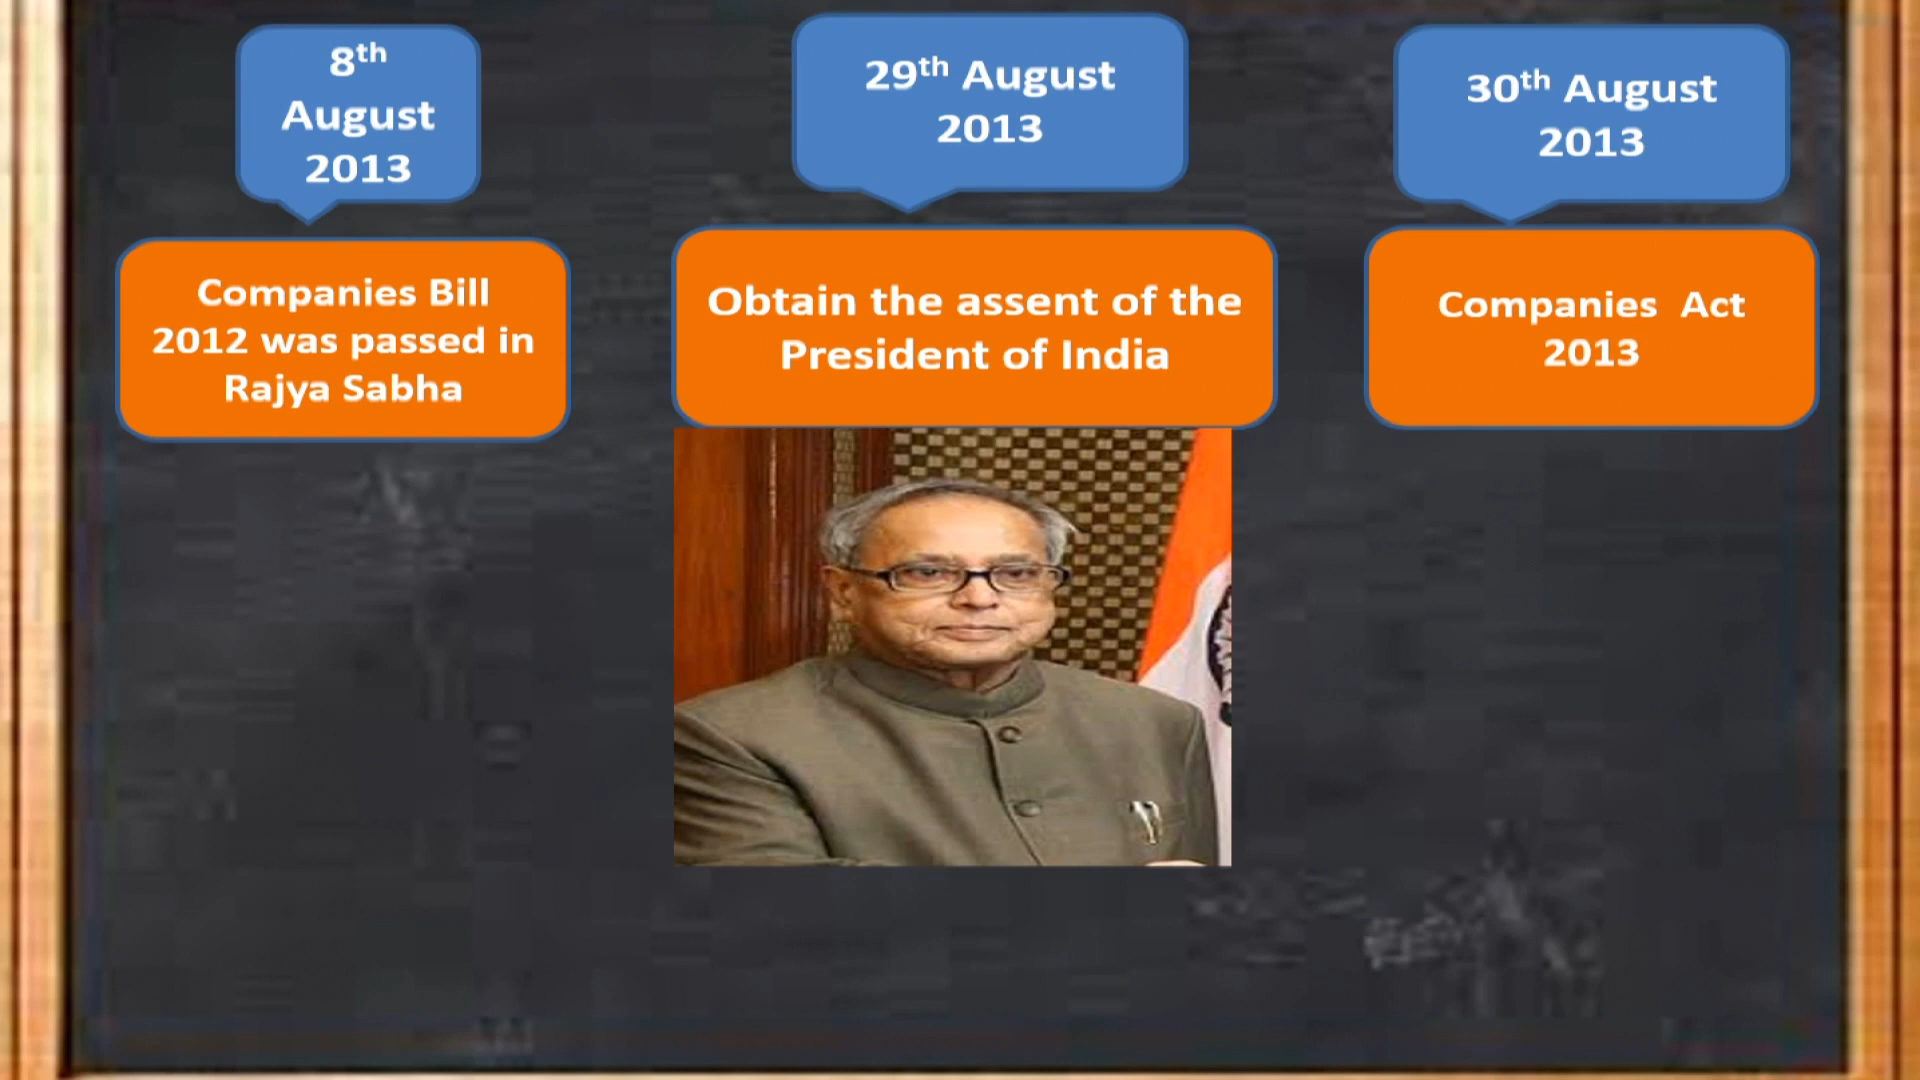 8th
August
2013
29th August
2013
30th August
2013
Companies Bill
2012 was passed in
Rajya Sabha
Obtain the assent of the
President of India
Companies  Act
2013